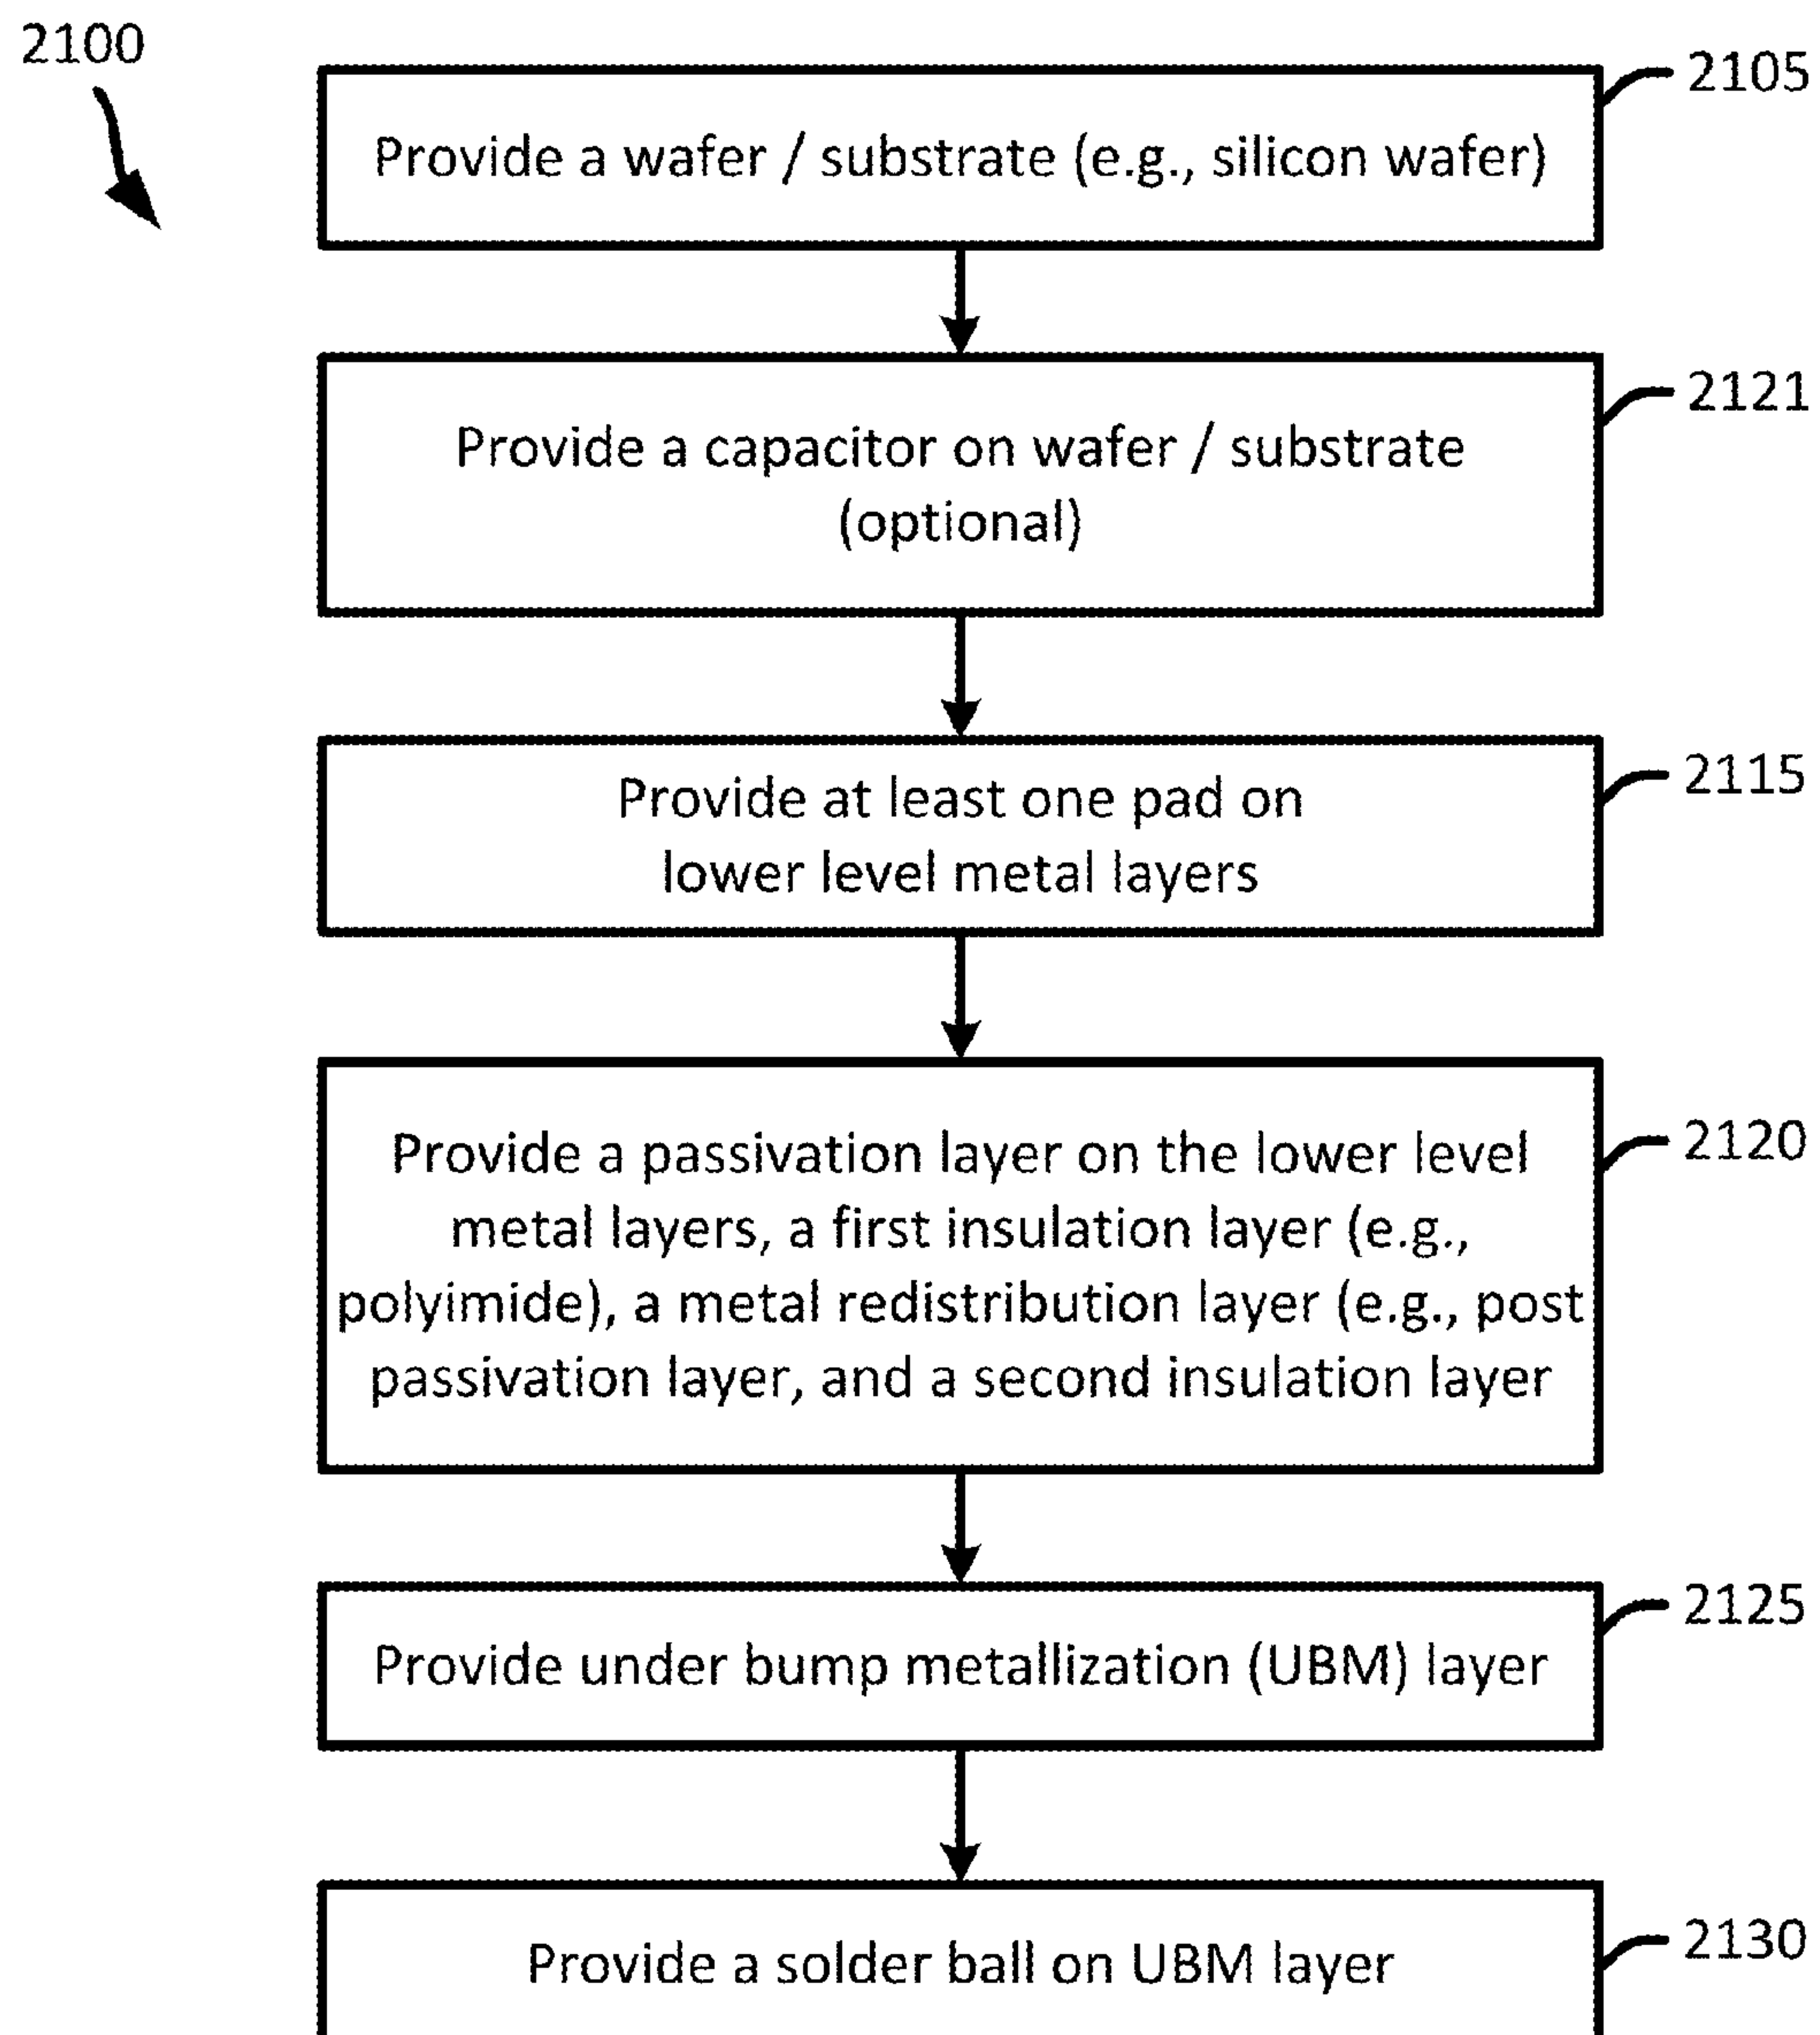 2100
2105
Provide a wafer / substrate (e.g., silicon wafer)
2121
Provide a capacitor on wafer / substrate
(optional)
2115
Provide at least one pad on
lower level metal layers
2120
Provide a passivation layer on the lower level
metal layers, a first insulation layer (e.g.,
polyimide), a metal redistribution layer (e.g., post
passivation layer, and a second insulation layer
2125
Provide under bump metallization (UBM) layer
2130
Provide a solder ball on UBM layer